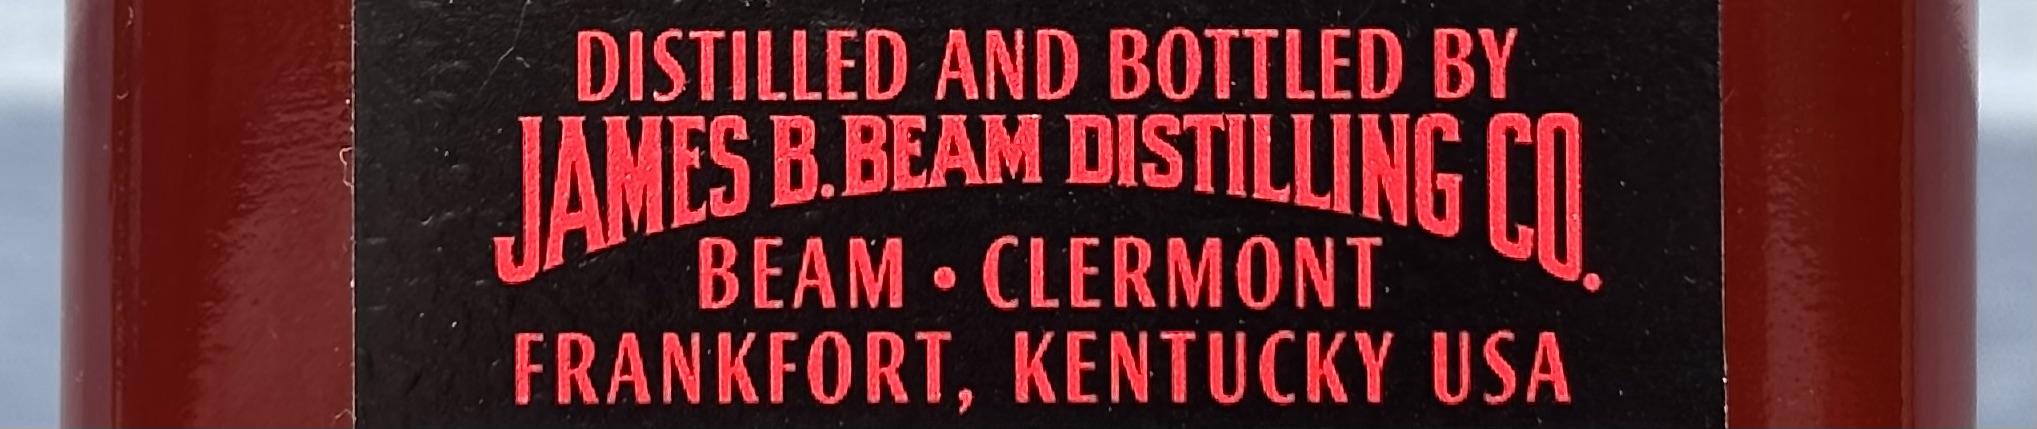 DISTILLED AND BOTTLED BY
JAMES B. BEAM DISTILLING CO.
BEAM • CLERMONT
FRANKFORT, KENTUCKY USA